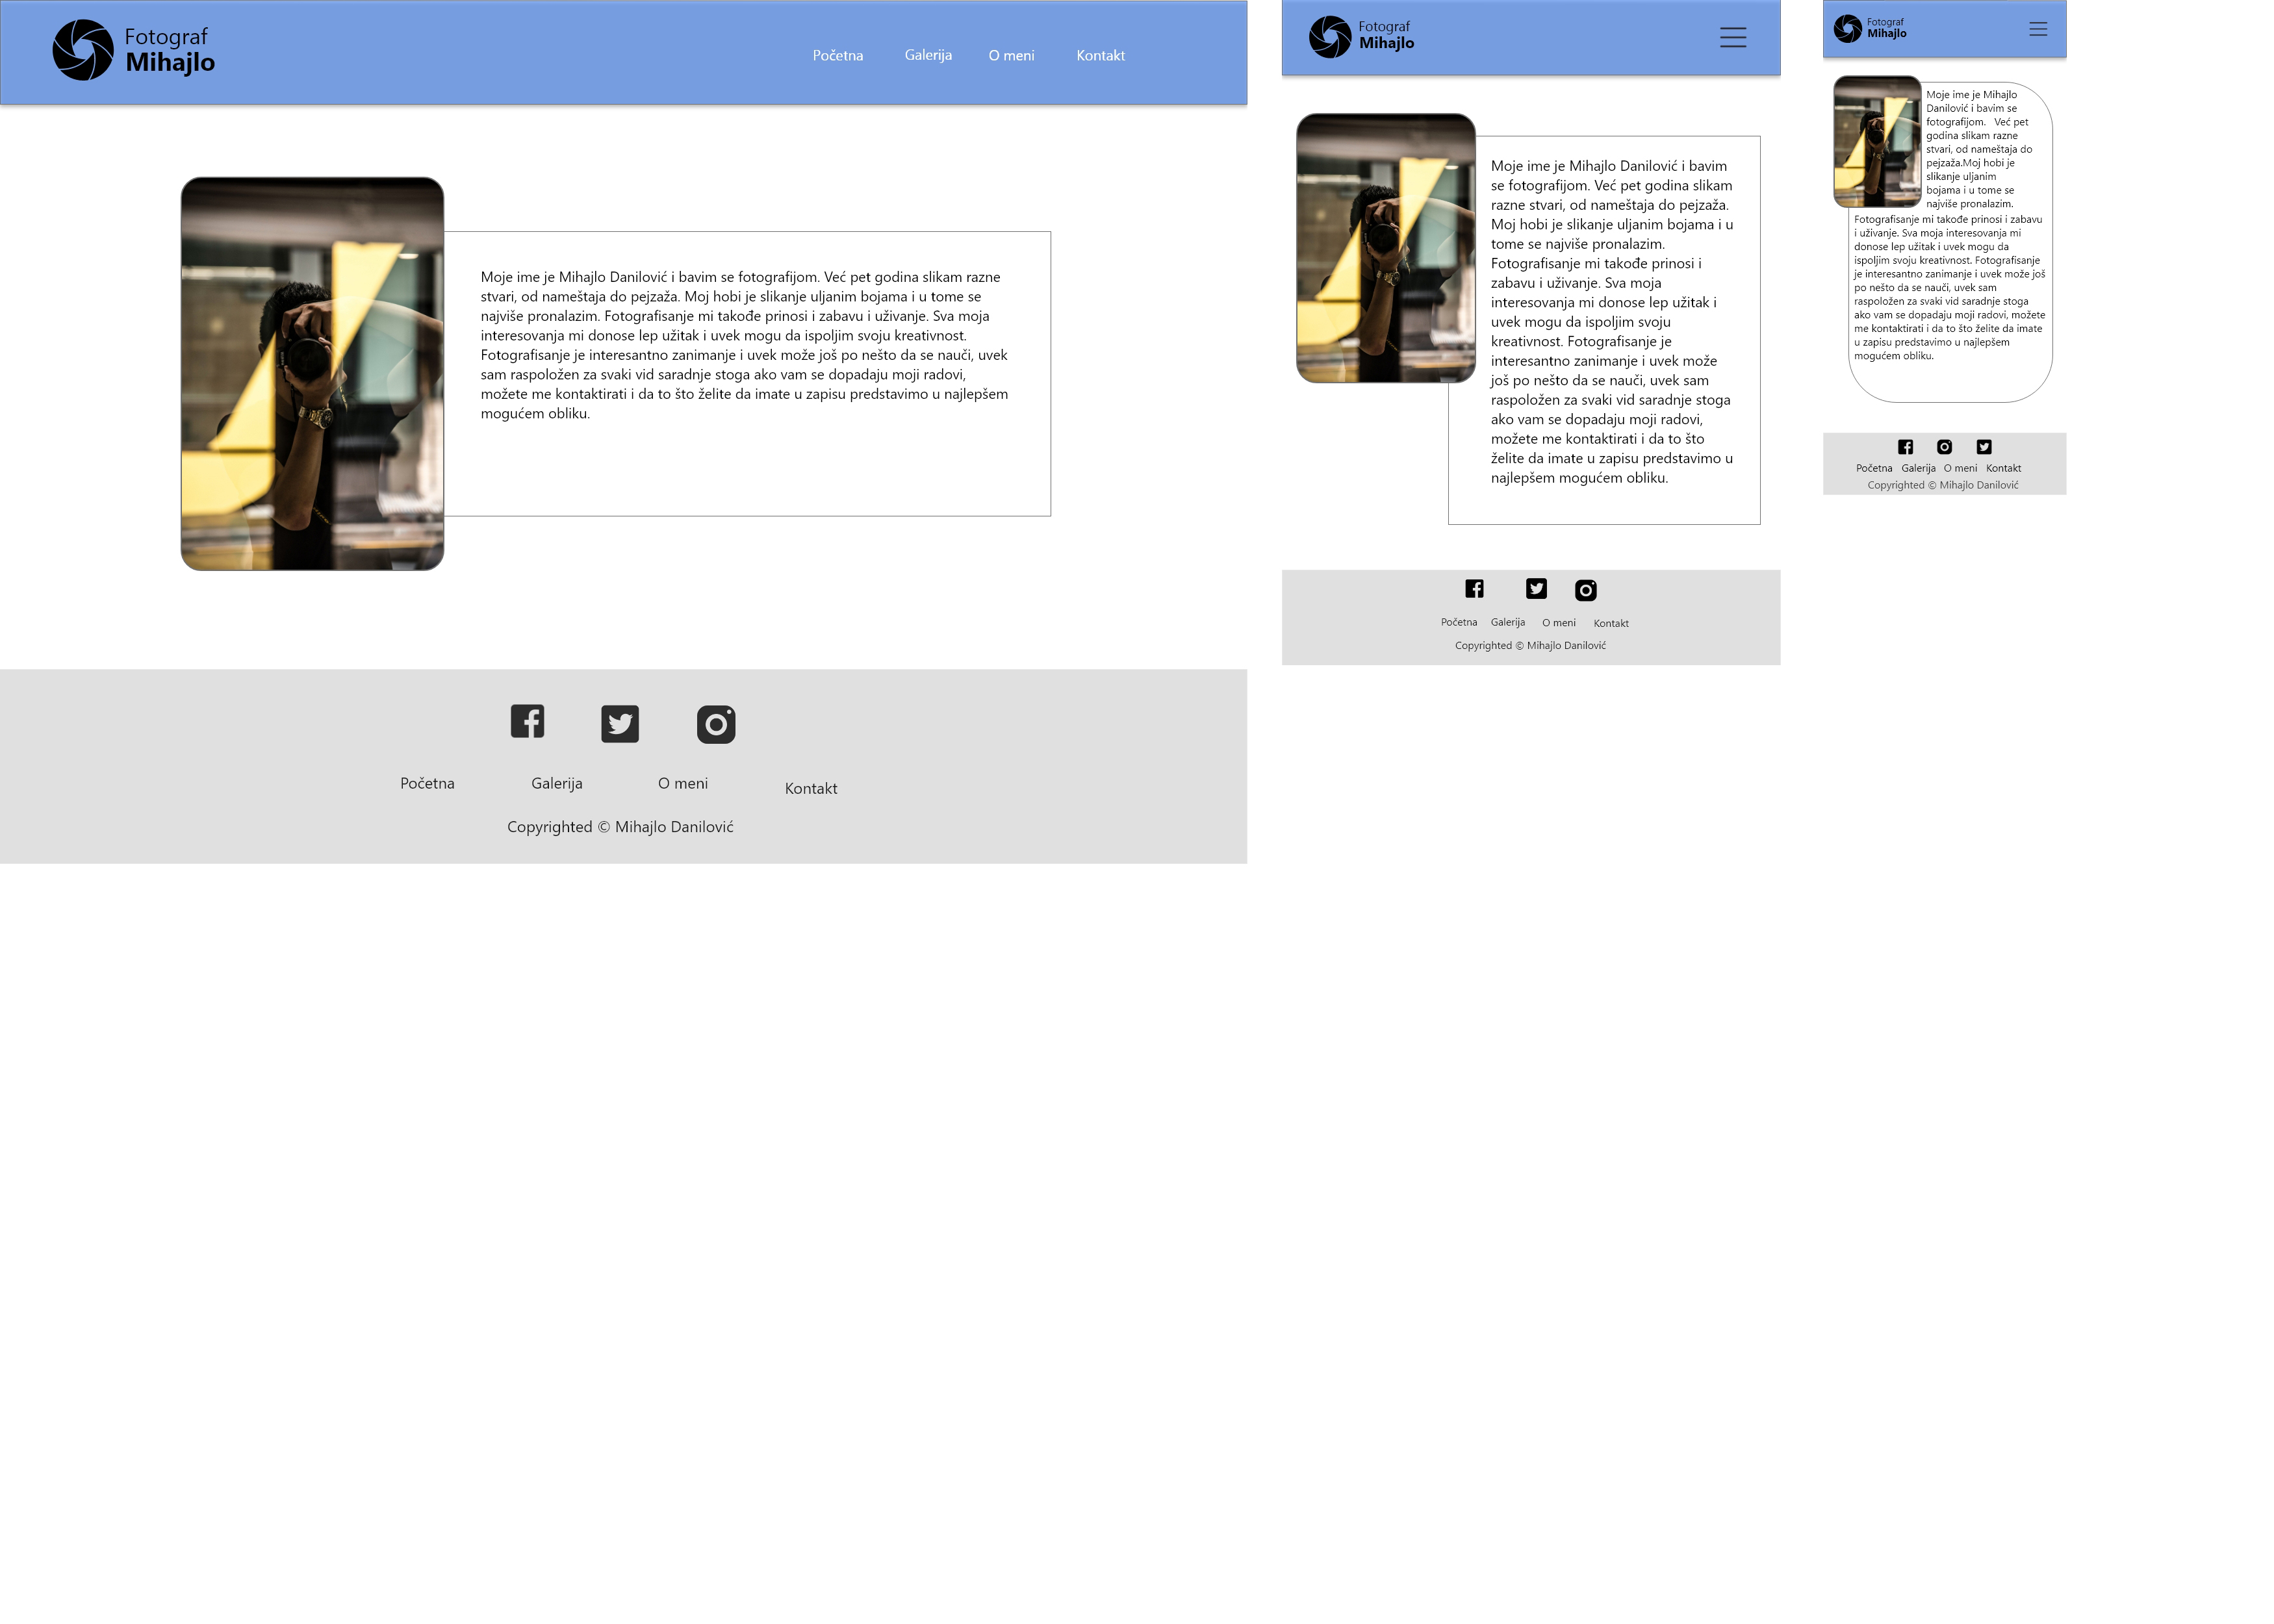 Fotograf
Mihajlo
Početna Galerija O meni Kontakt
Moje ime je Mihajlo Danilović i bavim se fotografijom. Već pet godina slikam razne
stvari, od nameštaja do pejzaža. Moj hobi je slikanje uljanim bojama i u tome se
najviše pronalazim. Fotografisanje mi takođe prinosi i zabavu i uživanje. Sva moja
interesovanja mi donose lep užitak i uvek mogu da ispoljim svoju kreativnost.
Fotografisanje je interesantno zanimanje i uvek može još po nešto da se nauči, uvek
sam raspoložen za svaki vid saradnje stoga ako vam se dopadaju moji radovi,
možete me kontaktirati i da to što želite da imate u zapisu predstavimo u najlepšem
mogućem obliku.
Početna Galerija O meni Kontakt
Copyrighted © Mihajlo Danilović
Fotograf
Mihajlo
Moje ime je Mihajlo Danilović i bavim
se fotografijom. Već pet godina slikam
razne stvari, od nameštaja do pejzaža.
Moj hobi je slikanje uljanim bojama i u
tome se najviše pronalazim.
Fotografisanje mi takođe prinosi i
zabavu i uživanje. Sva moja
interesovanja mi donose lep užitak i
uvek mogu da ispoljim svoju
kreativnost. Fotografisanje je
interesantno zanimanje i uvek može
još po nešto da se nauči, uvek sam
raspoložen za svaki vid saradnje stoga
ako vam se dopadaju moji radovi,
možete me kontaktirati i da to što
želite da imate u zapisu predstavimo u
najlepšem mogućem obliku.
Početna Galerija O meni Kontakt
Copyrighted © Mihajlo Danilović
Fotograf
Mihajlo
Moje ime je Mihajlo
Danilović i bavim se
fotografijom. Već pet
godina slikam razne
stvari, od nameštaja do
pejzaža.Moj hobi je
slikanje uljanim
bojama i u tome se
najviše pronalazim.
Fotografisanje mi takođe prinosi i zabavu
i uživanje. Sva moja interesovanja mi
donose lep užitak i uvek mogu da
ispoljim svoju kreativnost. Fotografisanje
je interesantno zanimanje i uvek može još
po nešto da se nauči, uvek sam
raspoložen za svaki vid saradnje stoga
ako vam se dopadaju moji radovi, možete
me kontaktirati i da to što želite da imate
u zapisu predstavimo u najlepšem
mogućem obliku.
Početna Galerija O meni Kontakt
Copyrighted © Mihajlo Danilović